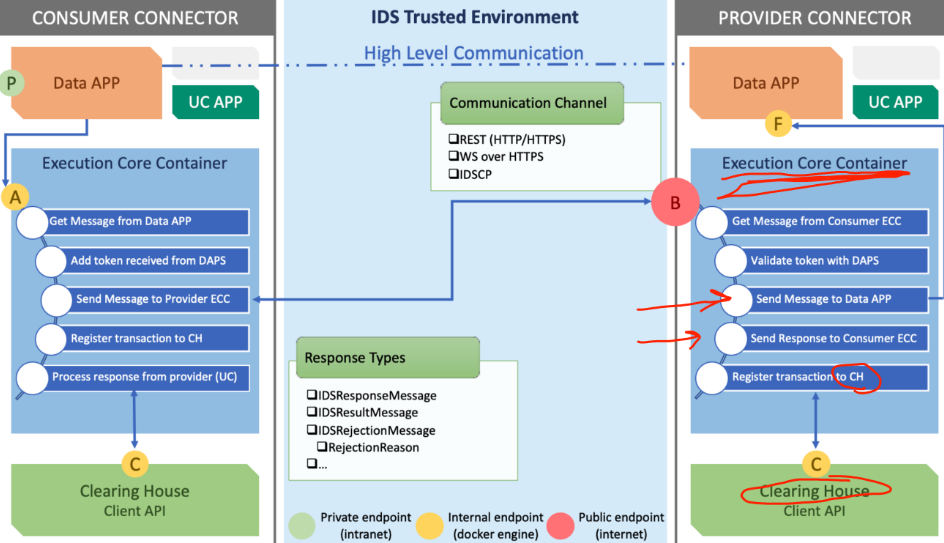 CONSUMER CONNECTOR
IDS Trusted Environment
PROVIDER CONNECTOR
High Level Communication
P
Data APP
UC APP
Data APP
UC APP
F
Communication Channel
REST (HTTP/HTTPS)
WS over HTTPS
IDSCP
Execution Core Container
A
Get Message from Data APP
Add token received from DAPS
Send Message to Provider ECC
Register transaction to CH
Process response from provider (UC)
B
Execution Core Container
Get Message from Consumer ECC
Validate token with DAPS
Send Message to Data APP
Send Response to Consumer ECC
Register transaction to CH
Response Types
IDSResponseMessage
IDSResultMessage
IDSRejectionMessage
RejectionReason
...
C
Clearing House
Client API
C
Clearing House
Client API
Private endpoint
(intranet)
Internal endpoint
(docker engine)
Public endpoint
(internet)